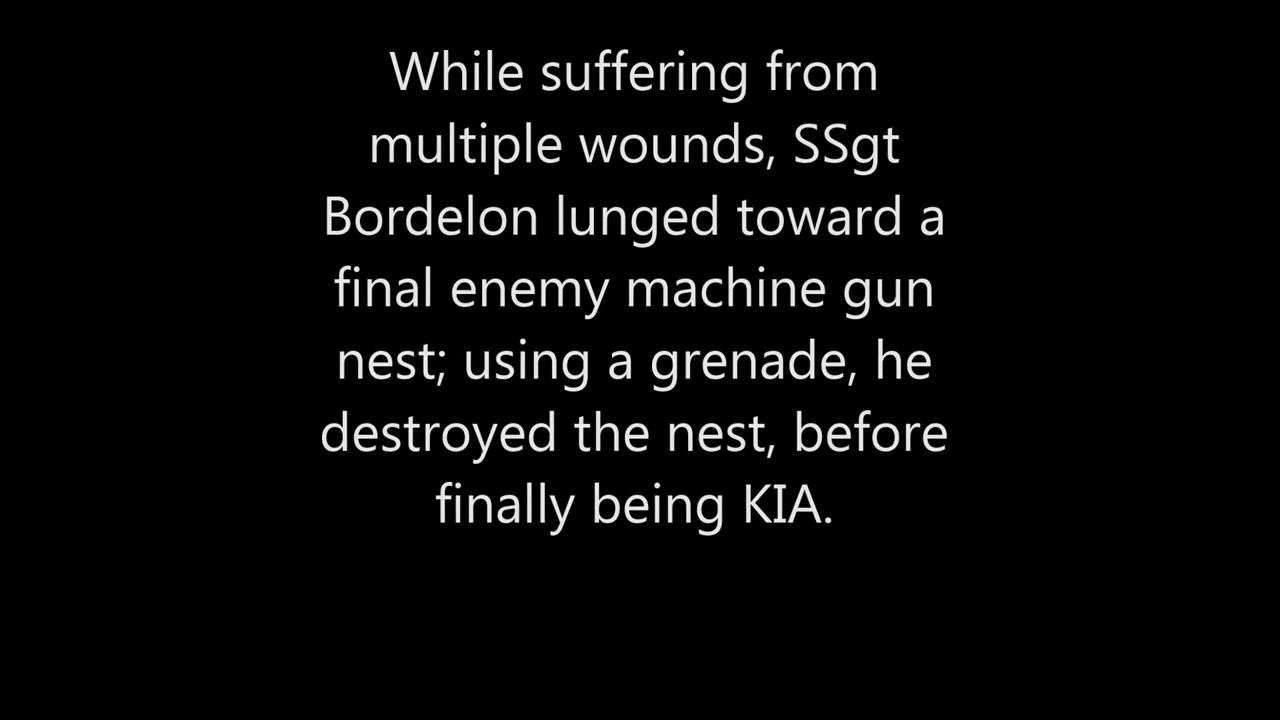 While suffering from
multiple wounds, SSgt
Bordelon lunged toward a
final enemy machine gun
nest; using a grenade, he
destroyed the nest, before
finally being KIA.